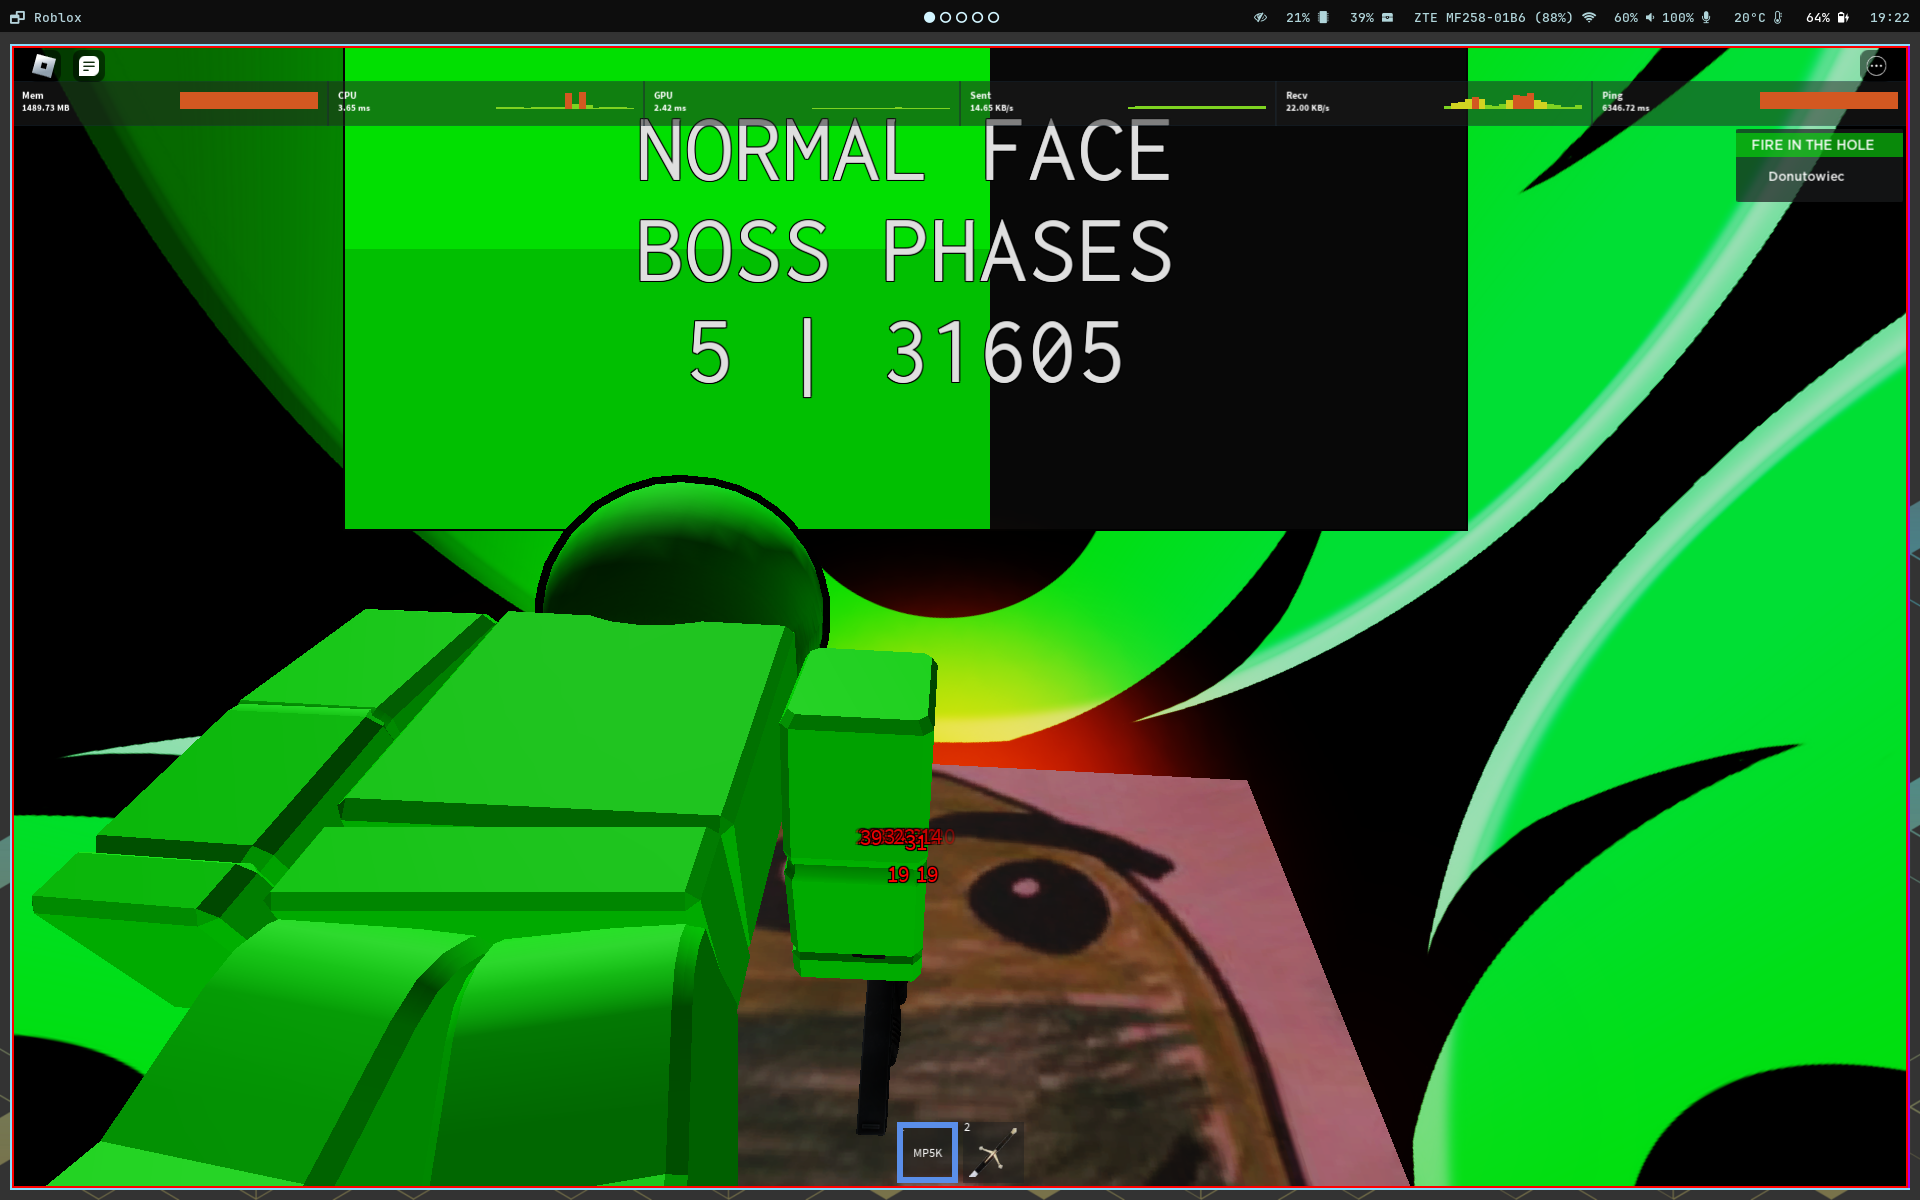 Roblox
21%
39%
ZTE MF258-01B6 (88%)
60%
100%
20°C
64%
19:22
Mem
1489.73 MB
CPU
3.65 ms
GPU
2.42 ms
Sent
14.65 KB/s
Recv
22.00 KB/s
Ping
6346.72 ms
NORMAL FACE
BOSS PHASES
5 | 31605
FIRE IN THE HOLE
Donutowiec
31
19 19
MP5K
2